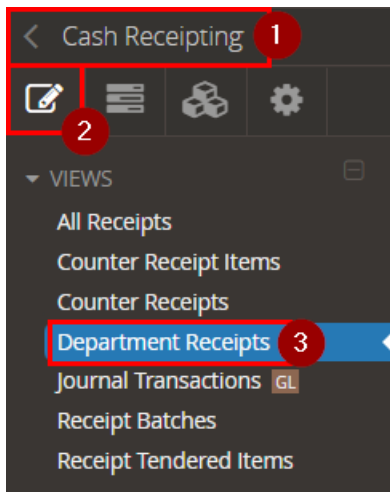 Cash Receipting 1
2
VIEWS
All Receipts
Counter Receipt Items
Counter Receipts
Department Receipts 3
Journal Transactions GL
Receipt Batches
Receipt Tendered Items